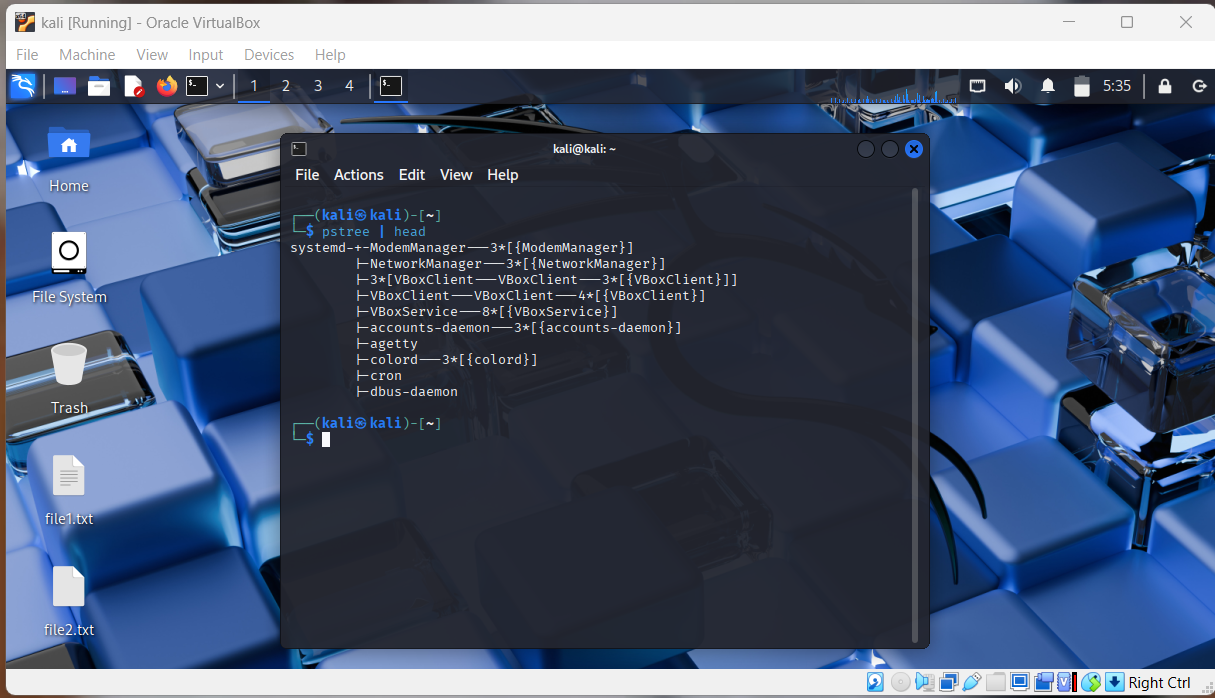 kali [Running] - Oracle VirtualBox
File Machine View Input Devices Help
1 2 3 4 5:35
Home
File System
Trash
file1.txt
file2.txt
kali@kali: ~
File Actions Edit View Help
┌──(kali㉿kali)-[~]
└─$ pstree | head
systemd-+-ModemManager───3*[{ModemManager}]
        ├─NetworkManager───3*[{NetworkManager}]
        ├─3*[VBoxClient───VBoxClient───3*[{VBoxClient}]]
        ├─VBoxClient───VBoxClient───4*[{VBoxClient}]
        ├─VBoxService───8*[{VBoxService}]
        ├─accounts-daemon───3*[{accounts-daemon}]
        ├─agetty
        ├─colord───3*[{colord}]
        ├─cron
        ├─dbus-daemon
┌──(kali㉿kali)-[~]
└─$
Right Ctrl